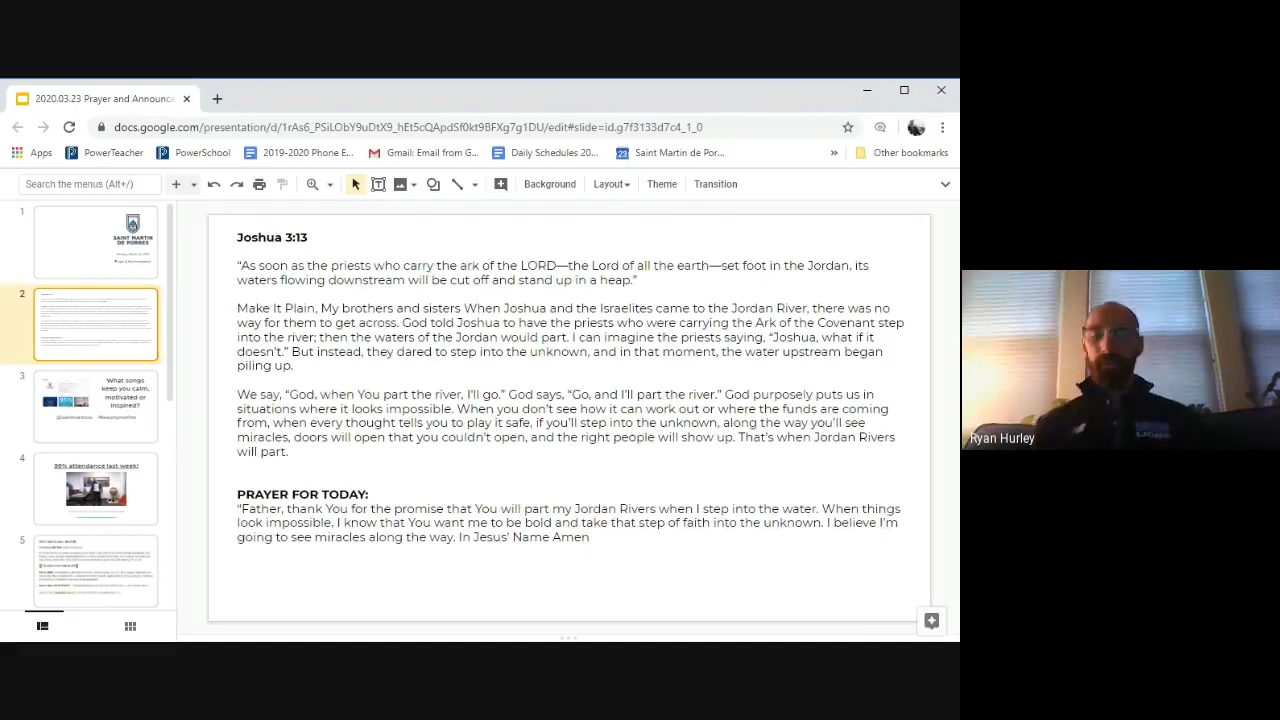 2020.03.23 Prayer and Announce
docs.google.com/presentation/d/1rAs6_PSiLObY9uDtX9_hEt5cQApdSf0kt9BFXg7g1DU/edit#slide=id.g7f3133d7c4_1_0
Apps PowerTeacher PowerSchool 2019-2020 Phone E... Gmail: Email from G... Daily Schedules 20... 23 Saint Martin de Por... » Other bookmarks
Search the menus (Alt+/) Background Layout Theme Transition
1
SAINT MARTIN
DE PORRES
2
3
What songs
keep you calm,
motivated or
inspired?
4
99% attendance last week!
5
Joshua 3:13
“As soon as the priests who carry the ark of the LORD—the Lord of all the earth—set foot in the Jordan, its
waters flowing downstream will be cut off and stand up in a heap.”
Make It Plain, My brothers and sisters When Joshua and the Israelites came to the Jordan River, there was no
way for them to get across. God told Joshua to have the priests who were carrying the Ark of the Covenant step
into the river; then the waters of the Jordan would part. I can imagine the priests saying, “Joshua, what if it
doesn’t.” But instead, they dared to step into the unknown, and in that moment, the water upstream began
piling up.
We say, “God, when You part the river, I’ll go.” God says, “Go, and I’ll part the river.” God purposely puts us in
situations where it looks impossible. When you don’t see how it can work out or where the funds are coming
from, when every thought tells you to play it safe, if you’ll step into the unknown, along the way you’ll see
miracles, doors will open that you couldn’t open, and the right people will show up. That’s when Jordan Rivers
will part.
PRAYER FOR TODAY:
“Father, thank You for the promise that You will part my Jordan Rivers when I step into the water. When things
look impossible, I know that You want me to be bold and take that step of faith into the unknown. I believe I’m
going to see miracles along the way. In Jesus’ Name Amen
Ryan Hurley